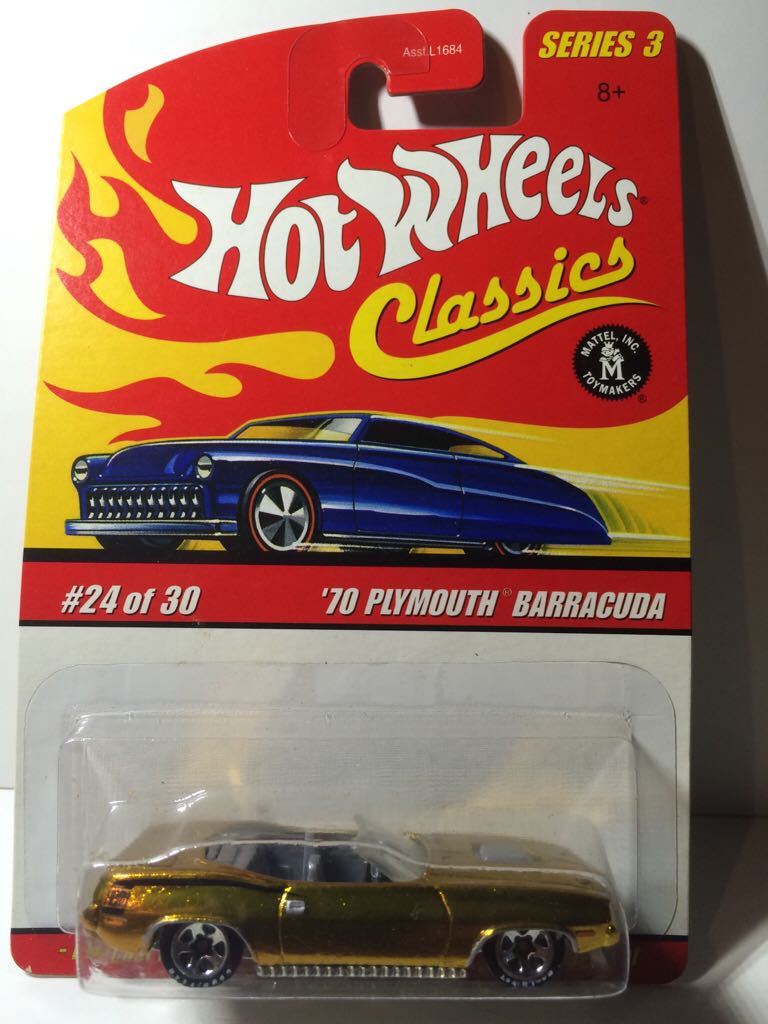 Asst.L1684
SERIES 3
8+
Hot Wheels®
Classics
MATTEL, INC.
M
TOYMAKERS
®
#24 of 30
'70 PLYMOUTH® BARRACUDA